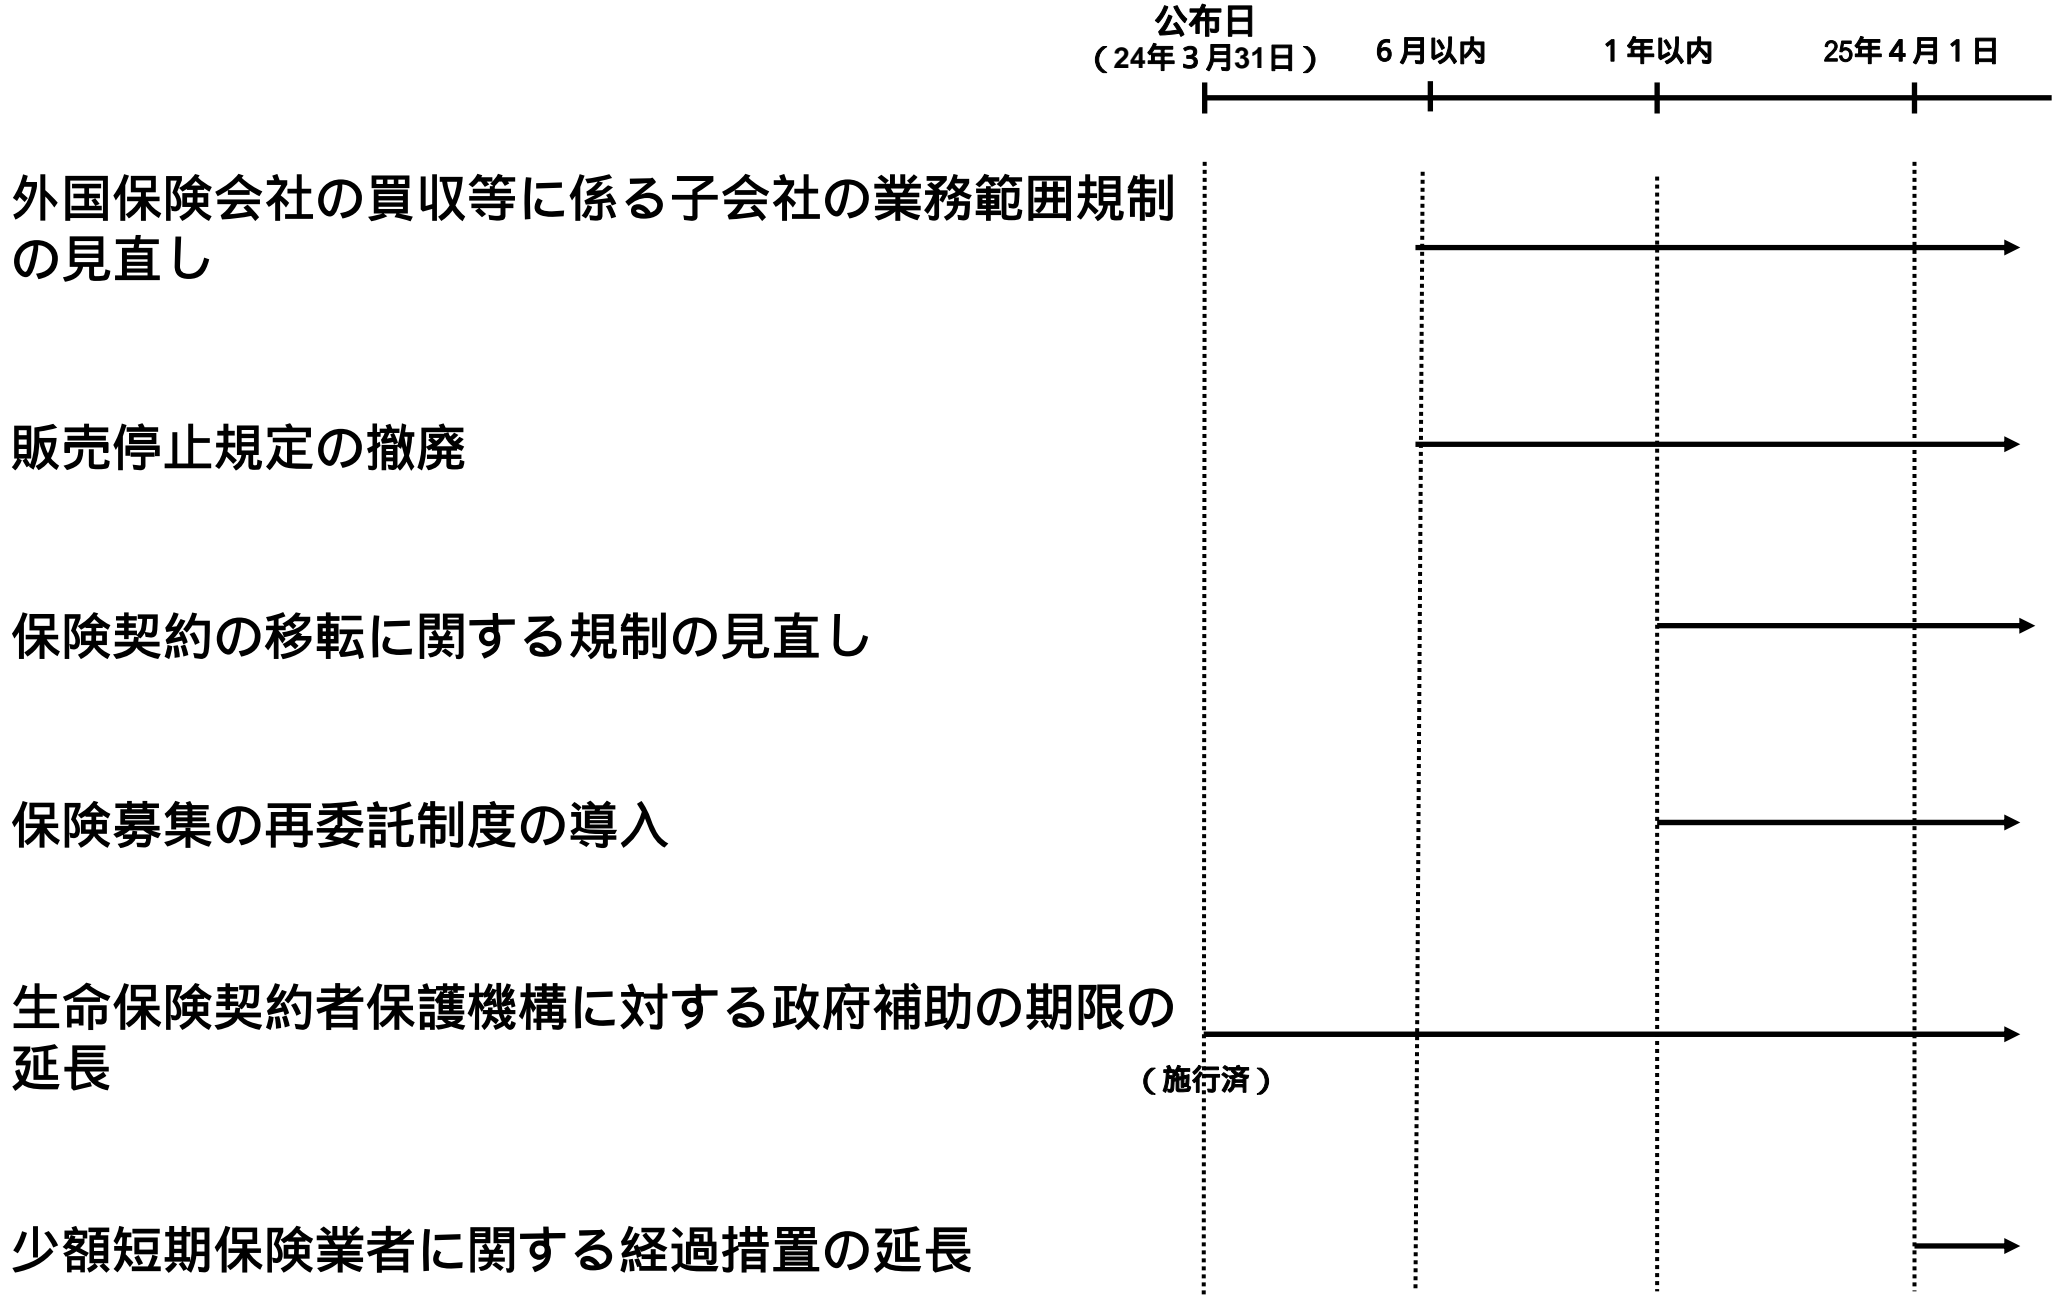 公布日
（24年３月31日） ６月以内 １年以内 25年４月１日
外国保険会社の買収等に係る子会社の業務範囲規制
の見直し
販売停止規定の撤廃
保険契約の移転に関する規制の見直し
保険募集の再委託制度の導入
生命保険契約者保護機構に対する政府補助の期限の
延長
（施行済）
少額短期保険業者に関する経過措置の延長